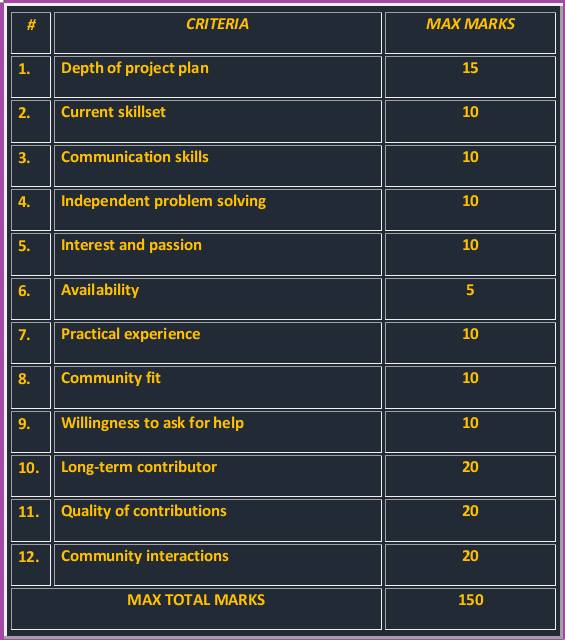 # CRITERIA MAX MARKS
1. Depth of project plan 15
2. Current skillset 10
3. Communication skills 10
4. Independent problem solving 10
5. Interest and passion 10
6. Availability 5
7. Practical experience 10
8. Community fit 10
9. Willingness to ask for help 10
10. Long-term contributor 20
11. Quality of contributions 20
12. Community interactions 20
MAX TOTAL MARKS 150